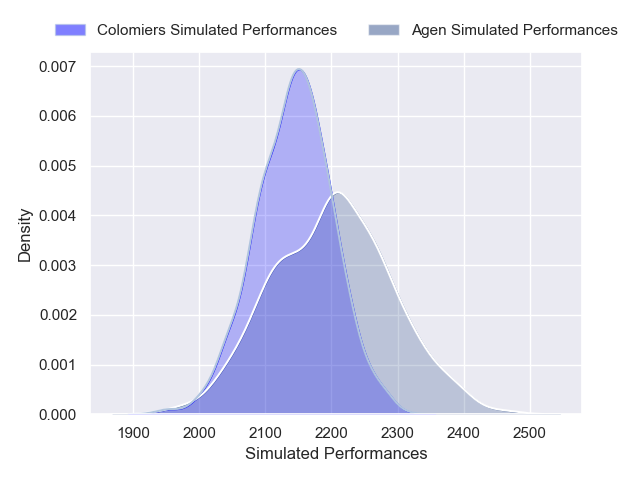 Colomiers Simulated Performances Agen Simulated Performances
0.007
0.006
0.005
0.004
0.003
0.002
0.001
0.000
Density
1900 2000 2100 2200 2300 2400 2500
Simulated Performances